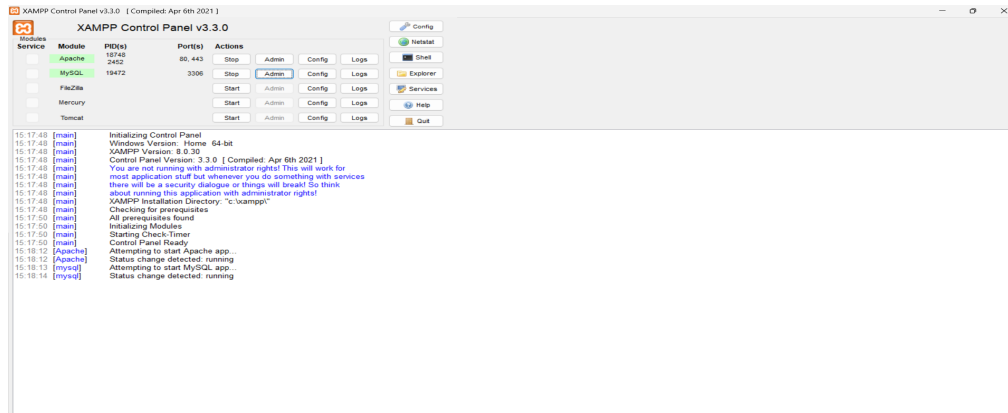 XAMPP Control Panel v3.3.0 [ Compiled: Apr 6th 2021 ]
XAMPP Control Panel v3.3.0
Config
Modules
Service Module PID(s) Port(s) Actions
Netstat
Apache 18748 2452 80, 443 Stop Admin Config Logs
Shell
MySQL 19472 3306 Stop Admin Config Logs
Explorer
FileZilla Start Admin Config Logs
Services
Mercury Start Admin Config Logs
Help
Tomcat Start Admin Config Logs
Quit
15:17:48 [main] Initializing Control Panel
15:17:48 [main] Windows Version: Home 64-bit
15:17:48 [main] XAMPP Version: 8.0.30
15:17:48 [main] Control Panel Version: 3.3.0 [ Compiled: Apr 6th 2021 ]
15:17:48 [main] You are not running with administrator rights! This will work for
15:17:48 [main] most application stuff but whenever you do something with services
15:17:48 [main] there will be a security dialogue or things will break! So think
15:17:48 [main] about running this application with administrator rights!
15:17:48 [main] XAMPP Installation Directory: "c:\xampp\"
15:17:48 [main] Checking for prerequisites
15:17:50 [main] All prerequisites found
15:17:50 [main] Initializing Modules
15:17:50 [main] Starting Check-Timer
15:17:50 [main] Control Panel Ready
15:18:12 [Apache] Attempting to start Apache app...
15:18:12 [Apache] Status change detected: running
15:18:13 [mysql] Attempting to start MySQL app...
15:18:14 [mysql] Status change detected: running